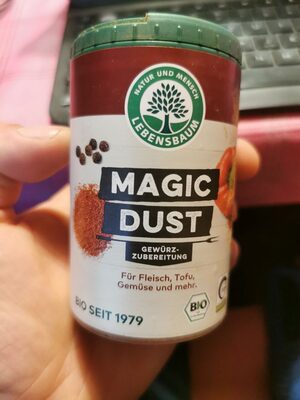 NATUR UND MENSCH
LEBENSBAUM
MAGIC
DUST
GEWÜRZ-
ZUBEREITUNG
Für Fleisch, Tofu,
Gemüse und mehr.
BIO
BIO SEIT 1979